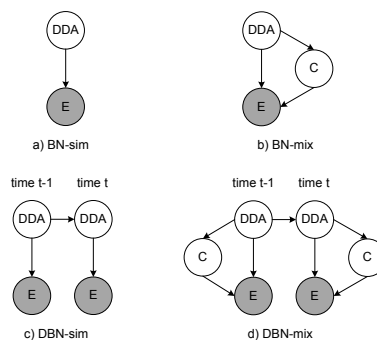 DDA
E
a) BN-sim
DDA
C
E
b) BN-mix
time t-1 time t
DDA DDA
E E
c) DBN-sim
time t-1 time t
DDA DDA
C C
E E
d) DBN-mix